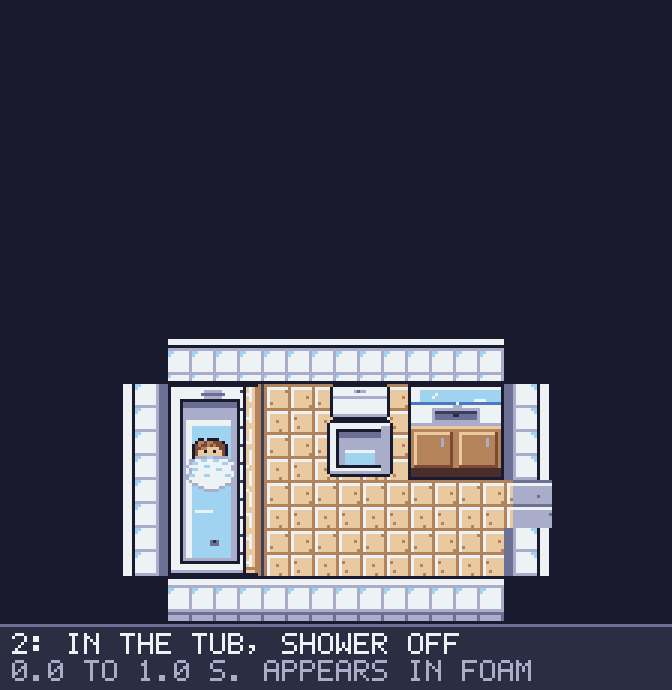 2: IN THE TUB, SHOWER OFF
0.0 TO 1.0 S. APPEARS IN FOAM